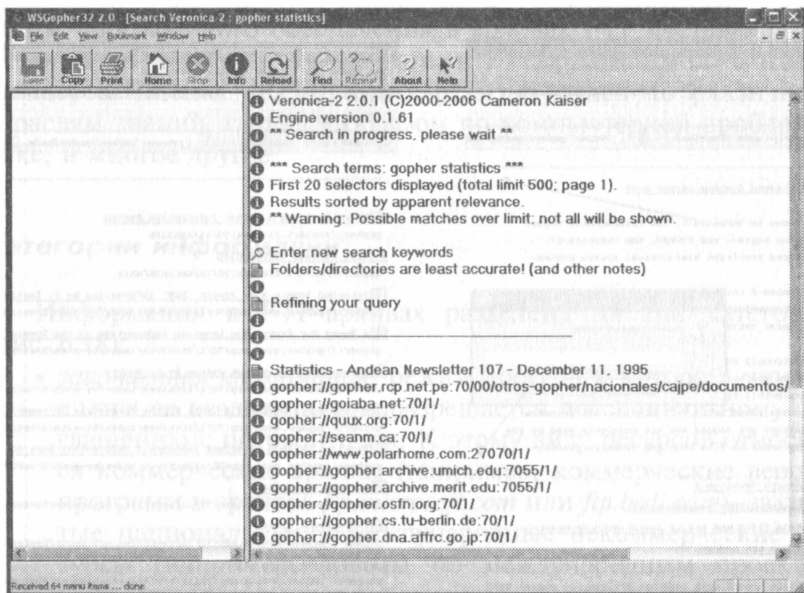 WSGopher32 2.0 - [Search Veronica-2 : gopher statistics]
File Edit View Bookmark Window Help
Save Copy Print Home Stop Info Reload Find Repeat About Help
Veronica-2 2.0.1 (C)2000-2006 Cameron Kaiser
Engine version 0.1.61
** Search in progress, please wait **
*** Search terms: gopher statistics ***
First 20 selectors displayed (total limit 500; page 1).
Results sorted by apparent relevance.
** Warning: Possible matches over limit; not all will be shown.
Enter new search keywords
Folders/directories are least accurate! (and other notes)
Refining your query
Statistics - Andean Newsletter 107 - December 11, 1995
gopher://gopher.rcp.net.pe:70/00/otros-gopher/nacionales/cajpe/documentos/
gopher://goiaba.net:70/1/
gopher://quux.org:70/1/
gopher://seanm.ca:70/1/
gopher://www.polarhome.com:27070/1/
gopher://gopher.archive.umich.edu:7055/1/
gopher://gopher.archive.merit.edu:7055/1/
gopher://gopher.osfn.org:70/1/
gopher://gopher.cs.tu-berlin.de:70/1/
gopher://gopher.dna.affrc.go.jp:70/1/
Received 64 menu items ... done